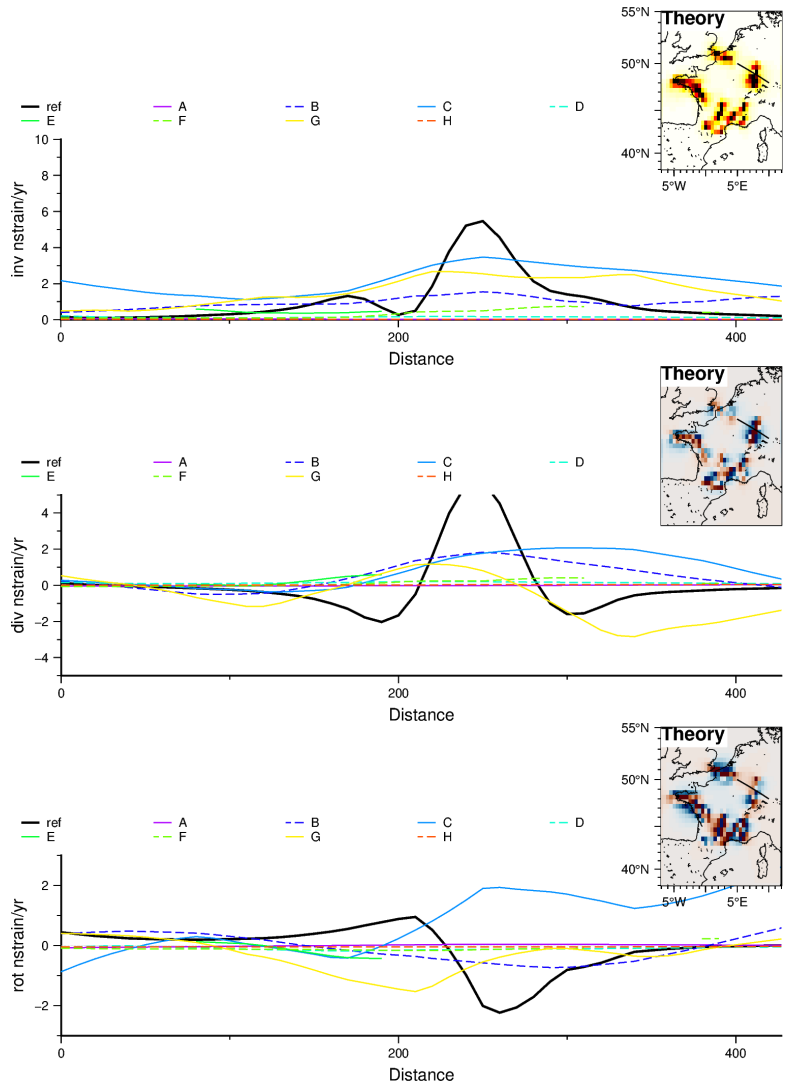 55°N
Theory
50°N
40°N
5°W 5°E
ref A B C D
E F G H
10
8
6
4
2
0
inv nstrain/yr
0 200 400
Distance
Theory
ref A B C D
E F G H
4
2
0
−2
−4
div nstrain/yr
0 200 400
Distance
55°N
Theory
50°N
40°N
5°W 5°E
ref A B C D
E F G H
2
0
−2
rot nstrain/yr
0 200 400
Distance